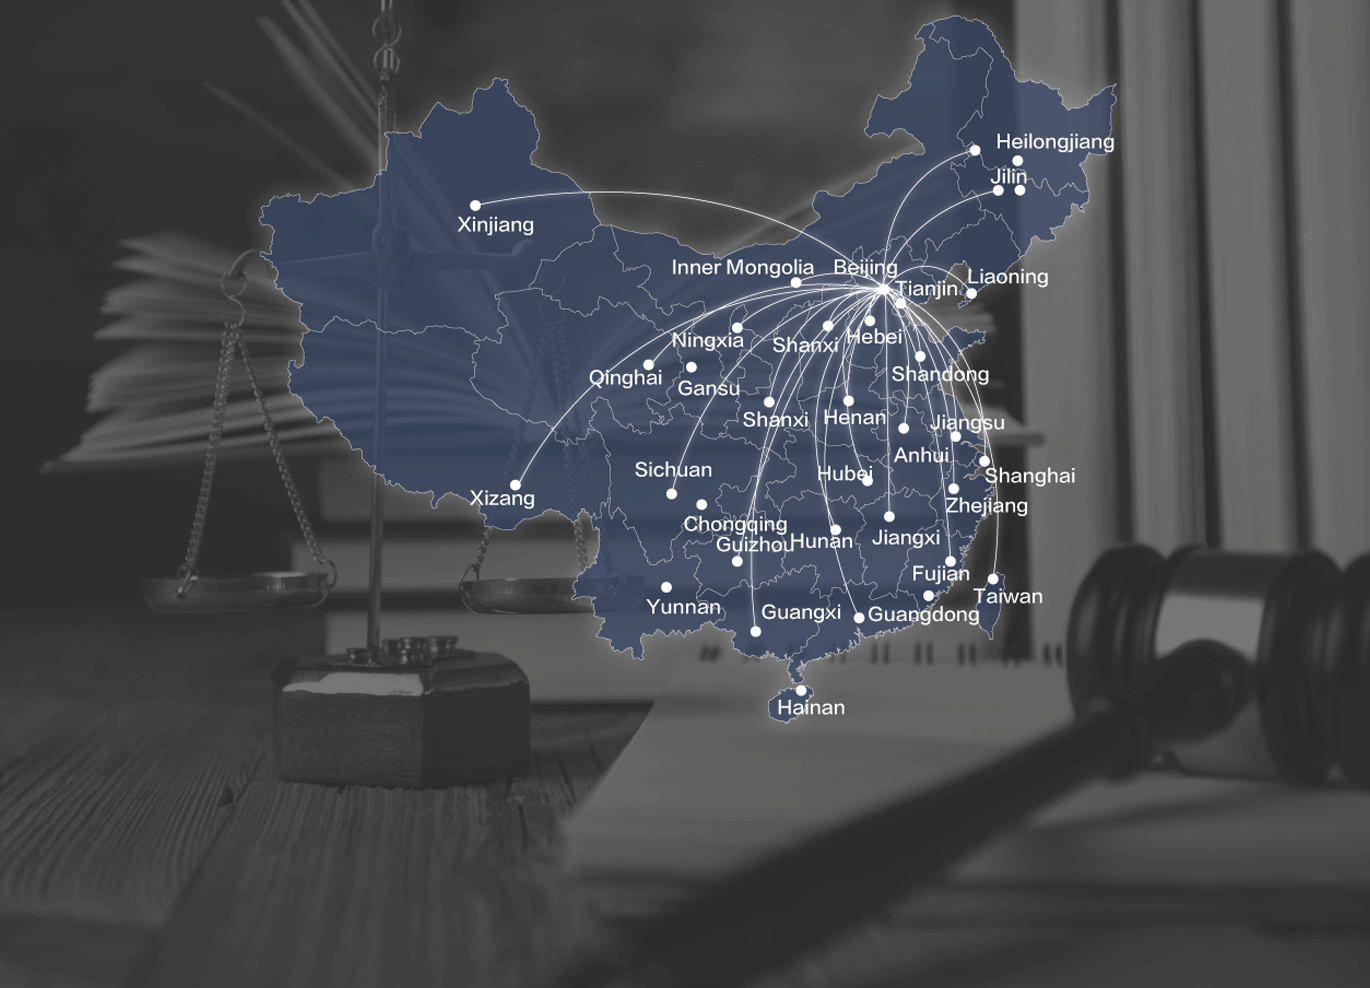 Heilongjiang
Jilin
Xinjiang
Inner Mongolia
Beijing
Liaoning
Tianjin
Ningxia
Shanxi
Hebei
Qinghai
Gansu
Shandong
Shanxi
Henan
Jiangsu
Anhui
Sichuan
Hubei
Shanghai
Xizang
Zhejiang
Chongqing
Guizhou
Hunan
Jiangxi
Fujian
Taiwan
Yunnan
Guangxi
Guangdong
Hainan